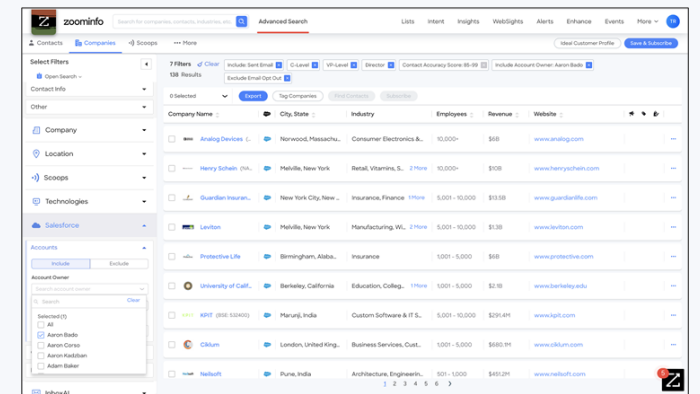 Z zoominfo Search for companies, contacts, industries, etc. Advanced Search Lists Intent Insights WebSights Alerts Enhance Events More TR
Contacts Companies Scoops ••• More Ideal Customer Profile Save & Subscribe
Select Filters
7 Filters Clear Include: Sent Email C-Level VP-Level Director Contact Accuracy Score: 85-99 Include Account Owner: Aaron Bado
138 Results Exclude Email Opt Out
Open Search
Contact Info
Other
Company
Location
Scoops
Technologies
Salesforce
Accounts
Include Exclude
Account Owner
Search account owner
Search Clear
Selected (1)
All
Aaron Bado
Aaron Corso
Aaron Kaddsian
Adam Baker
InboxAI
0 Selected Export Tag Companies Find Contacts Subscribe
Company Name City, State Industry Employees Revenue Website
Analog Devices (... Norwood, Massachu... Consumer Electronics &... 10,000+ $6B www.analog.com
Henry Schein (NA... Melville, New York Retail, Vitamins, S... 2 More 10,000+ $10B www.henryschein.com
Guardian Insuran... New York City, New ... Insurance, Finance 1 More 5,001 - 10,000 $13.5B www.guardianlife.com
Leviton Melville, New York Manufacturing, Wi... 2 More 5,001 - 10,000 $1.3B www.leviton.com
Protective Life Birmingham, Alaba... Insurance 1,001 - 5,000 $6B www.protective.com
University of Calif... Berkeley, California Education, Colleg... 1 More 1,001 - 5,000 $2.1B www.berkeley.edu
KPIT (BSE: 532400) Marunji, India Custom Software & IT S... 5,001 - 10,000 $291.4M www.kpit.com
Ciklum London, United King... Business Services, Cust... 1,001 - 5,000 $680.1M www.ciklum.com
Neilsoft Pune, India Architecture, Engineerin... 501 - 1,000 $451.2M www.neilsoft.com
1 2 3 4 5 6
5
Z